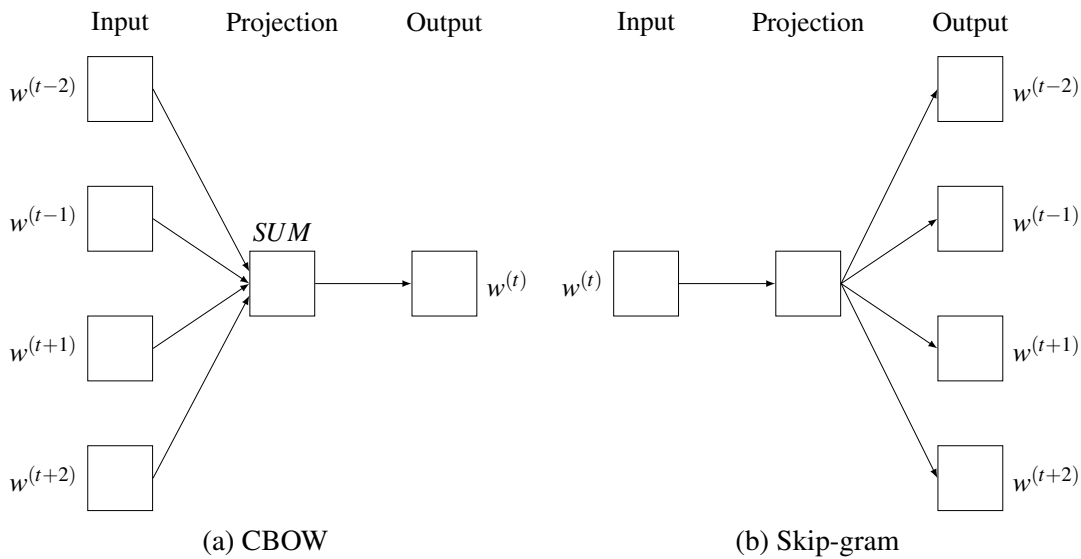 Input Projection Output
w^(t−2)
w^(t−1)
SUM
w^(t)
w^(t+1)
w^(t+2)
(a) CBOW
Input Projection Output
w^(t−2)
w^(t−1)
w^(t)
w^(t+1)
w^(t+2)
(b) Skip-gram